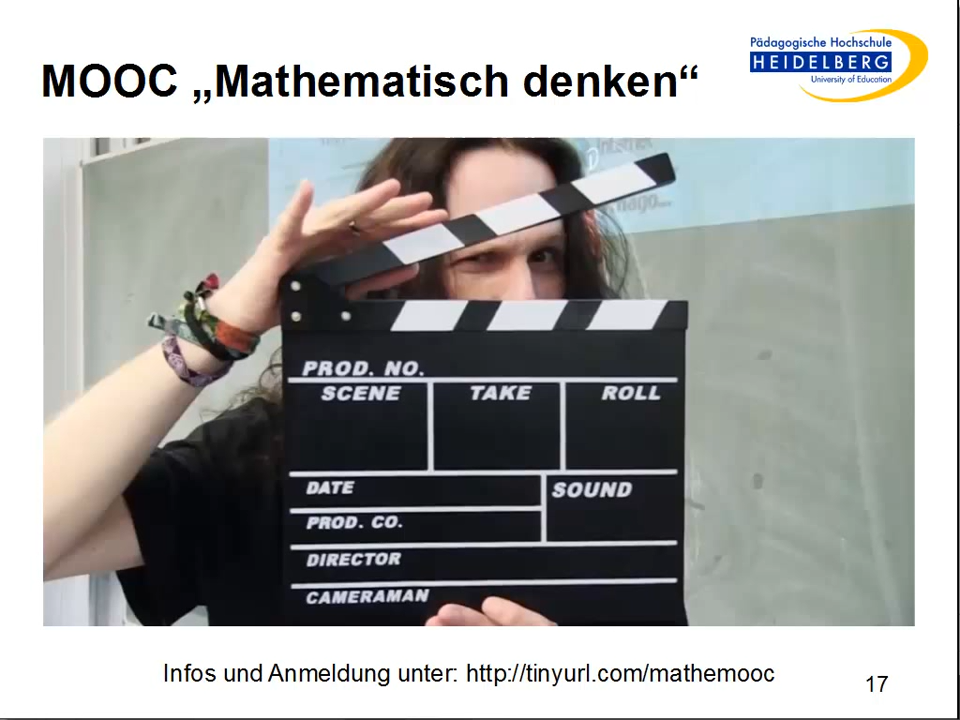 MOOC „Mathematisch denken“
Pädagogische Hochschule
HEIDELBERG
University of Education
Internet
PROD. NO.
SCENE TAKE ROLL
DATE
SOUND
PROD. CO.
DIRECTOR
CAMERAMAN
Infos und Anmeldung unter: http://tinyurl.com/mathemooc
17